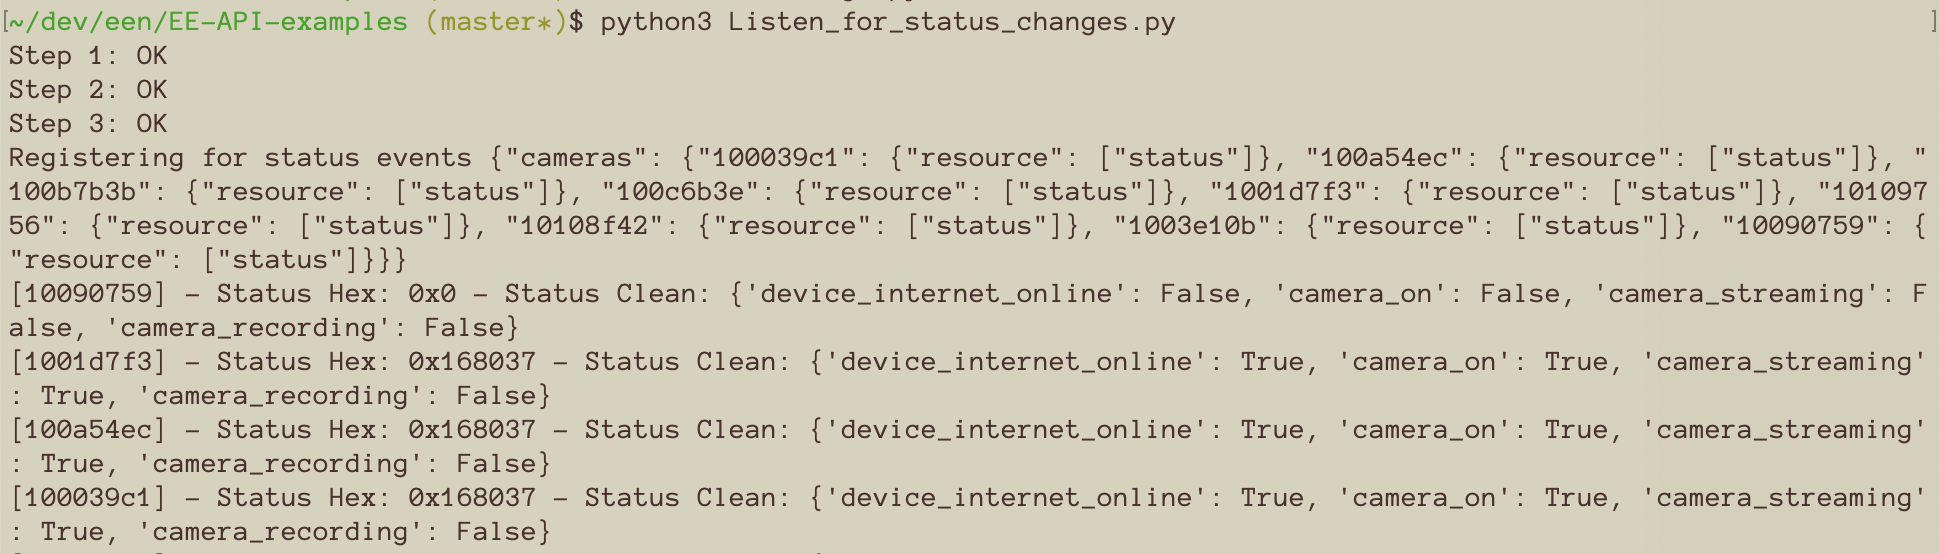 [~/dev/een/EE-API-examples (master*)$ python3 Listen_for_status_changes.py ]
Step 1: OK
Step 2: OK
Step 3: OK
Registering for status events {"cameras": {"100039c1": {"resource": ["status"]}, "100a54ec": {"resource": ["status"]}, "
100b7b3b": {"resource": ["status"]}, "100c6b3e": {"resource": ["status"]}, "1001d7f3": {"resource": ["status"]}, "101097
56": {"resource": ["status"]}, "10108f42": {"resource": ["status"]}, "1003e10b": {"resource": ["status"]}, "10090759": {
"resource": ["status"]}}}
[10090759] - Status Hex: 0x0 - Status Clean: {'device_internet_online': False, 'camera_on': False, 'camera_streaming': F
alse, 'camera_recording': False}
[1001d7f3] - Status Hex: 0x168037 - Status Clean: {'device_internet_online': True, 'camera_on': True, 'camera_streaming'
: True, 'camera_recording': False}
[100a54ec] - Status Hex: 0x168037 - Status Clean: {'device_internet_online': True, 'camera_on': True, 'camera_streaming'
: True, 'camera_recording': False}
[100039c1] - Status Hex: 0x168037 - Status Clean: {'device_internet_online': True, 'camera_on': True, 'camera_streaming'
: True, 'camera_recording': False}